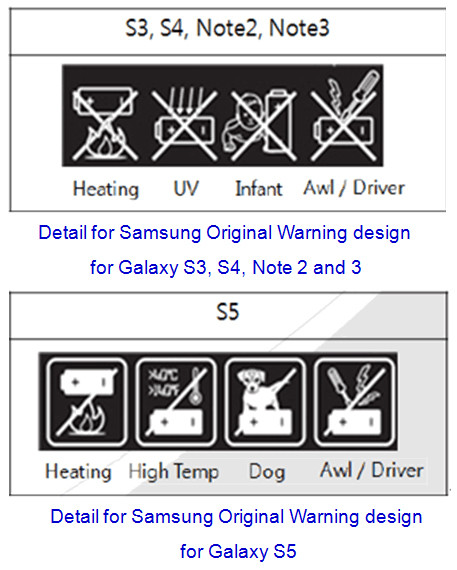 S3, S4, Note2, Note3
Heating UV Infant Awl / Driver
Detail for Samsung Original Warning design
for Galaxy S3, S4, Note 2 and 3
S5
Heating High Temp Dog Awl / Driver
Detail for Samsung Original Warning design
for Galaxy S5